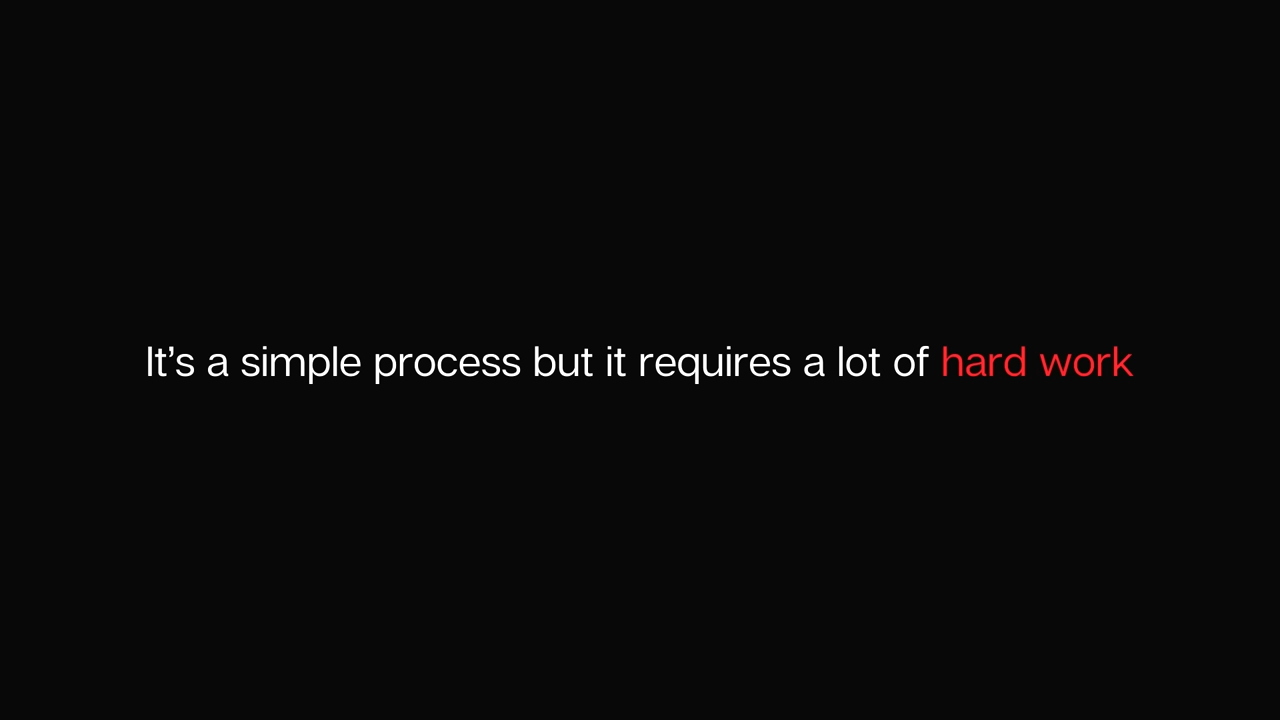 It’s a simple process but it requires a lot of hard work